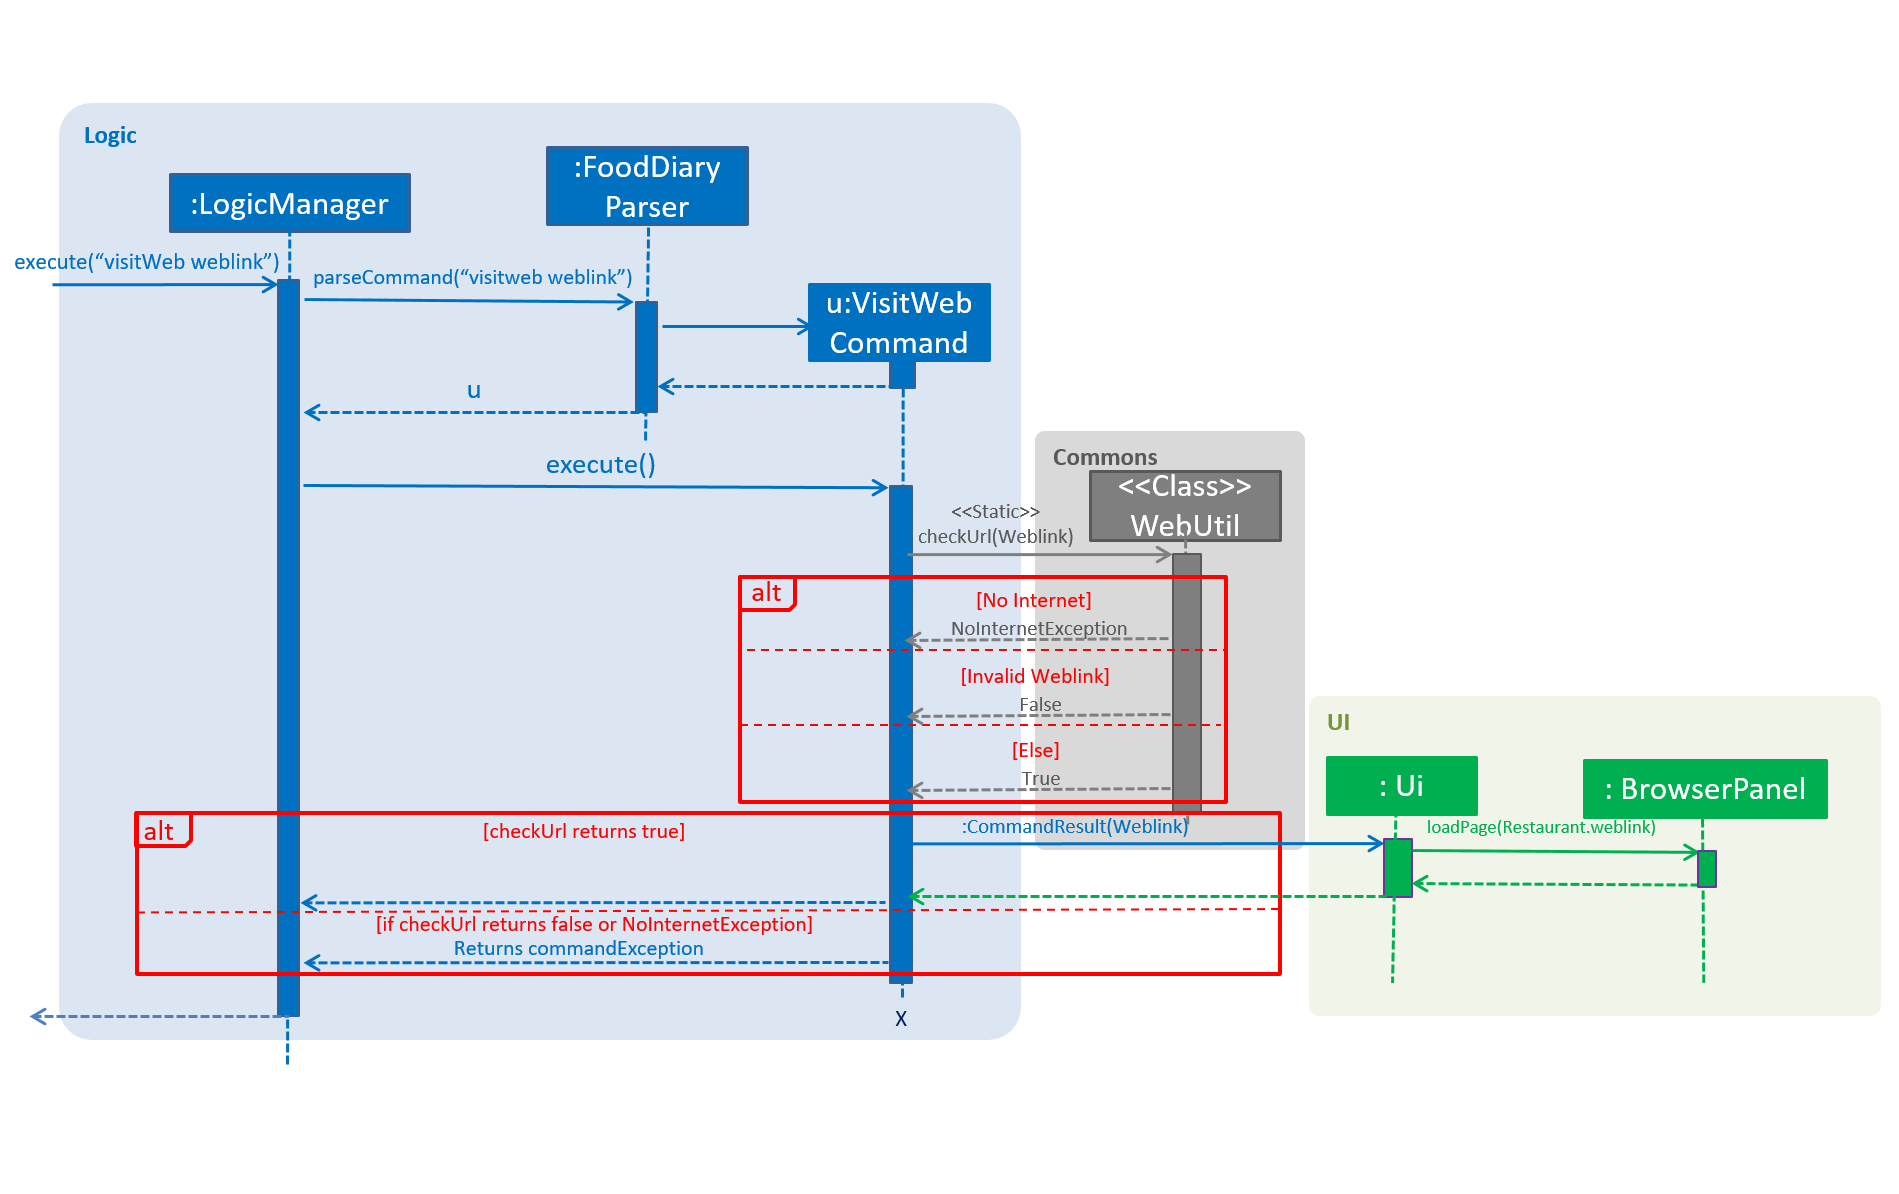 Logic
:FoodDiary
Parser
:LogicManager
execute(“visitWeb weblink”)
parseCommand(“visitweb weblink”)
u:VisitWeb
Command
u
execute()
Commons
<<Class>>
WebUtil
<<Static>>
checkUrl(Weblink)
alt
[No Internet]
NoInternetException
[Invalid Weblink]
False
[Else]
True
UI
: Ui
: BrowserPanel
alt
[checkUrl returns true]
:CommandResult(Weblink)
loadPage(Restaurant.weblink)
[if checkUrl returns false or NoInternetException]
Returns commandException
X